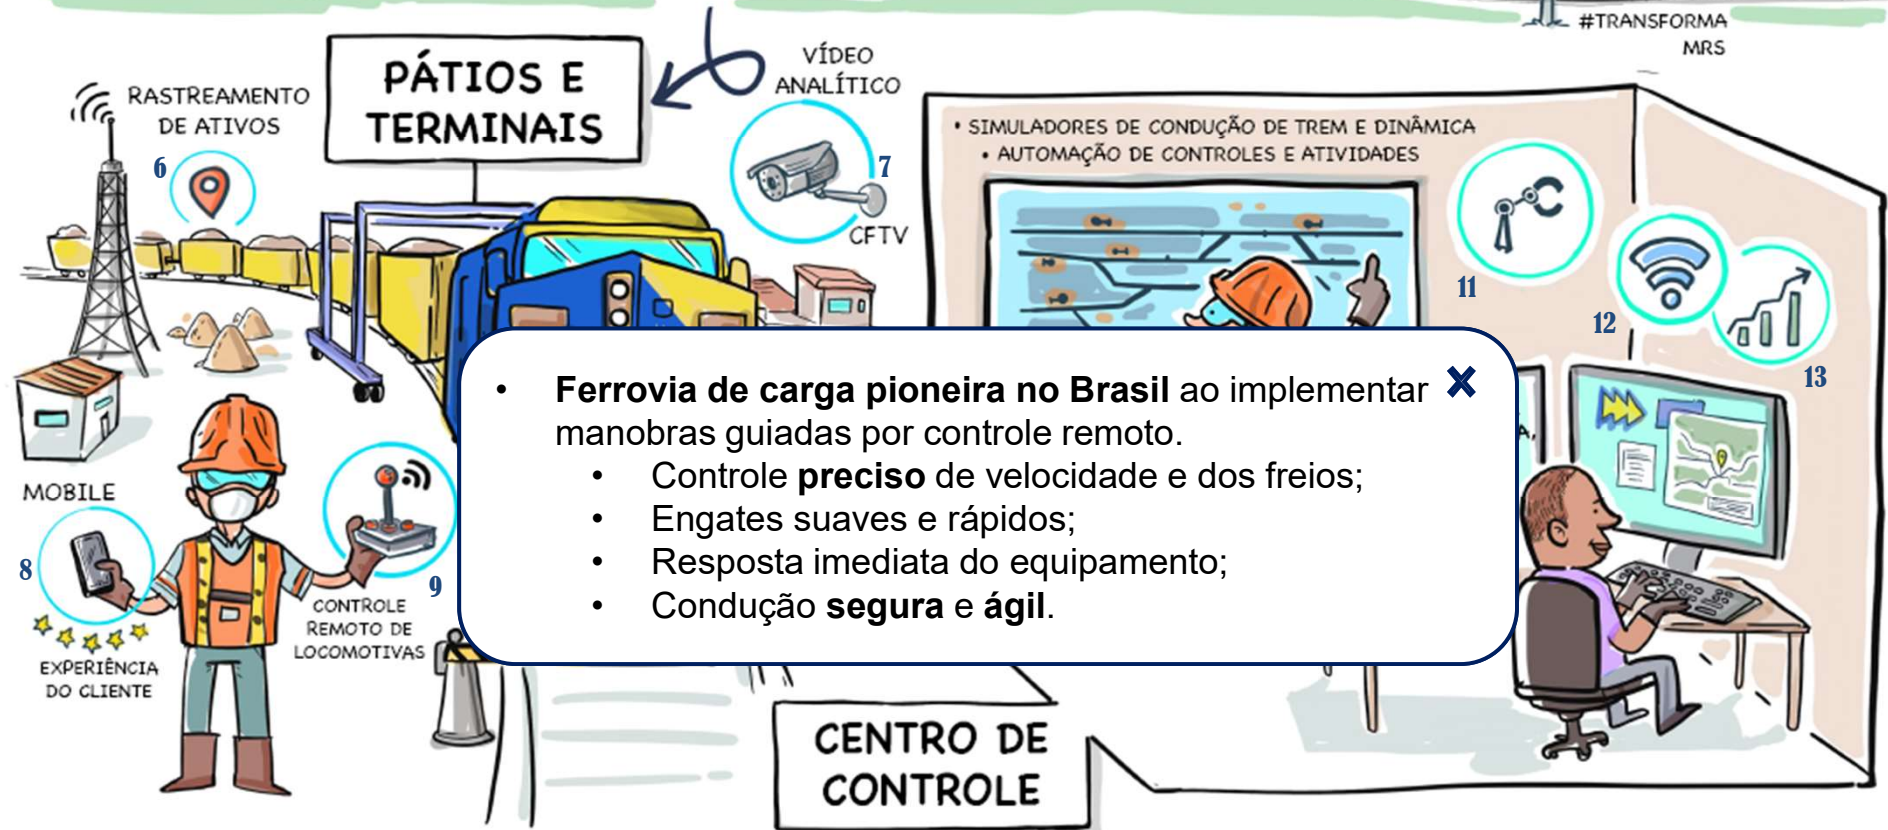 #TRANSFORMA
MRS
PÁTIOS E
TERMINAIS
VÍDEO
ANALÍTICO
7
CFTV
RASTREAMENTO
DE ATIVOS
6
• SIMULADORES DE CONDUÇÃO DE TREM E DINÂMICA
• AUTOMAÇÃO DE CONTROLES E ATIVIDADES
11
12
13
• Ferrovia de carga pioneira no Brasil ao implementar
manobras guiadas por controle remoto.
• Controle preciso de velocidade e dos freios;
• Engates suaves e rápidos;
• Resposta imediata do equipamento;
• Condução segura e ágil.
MOBILE
8
EXPERIÊNCIA
DO CLIENTE
9
CONTROLE
REMOTO DE
LOCOMOTIVAS
CENTRO DE
CONTROLE